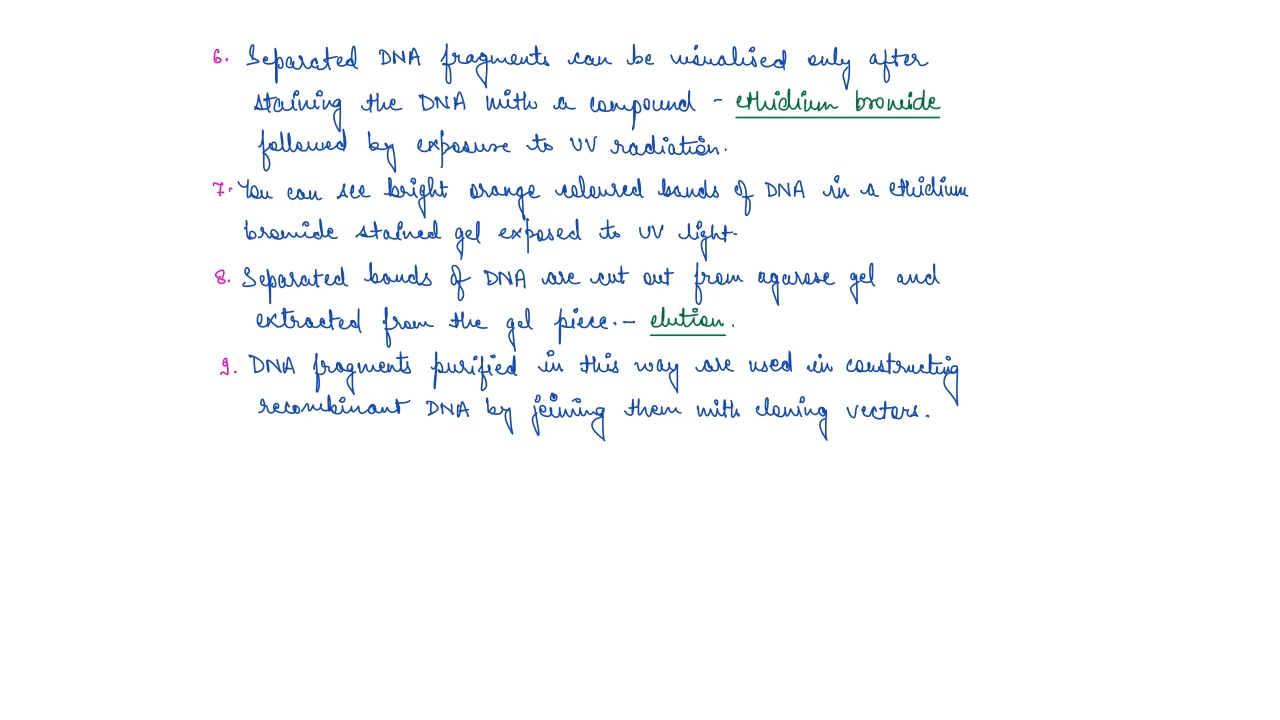 6. Separated DNA fragments can be visualised only after
staining the DNA with a compound - ethidium bromide
followed by exposure to UV radiation.
7. You can see bright orange coloured bands of DNA in a ethidium
bromide stained gel exposed to UV light.
8. Separated bands of DNA are cut out from agarose gel and
extracted from the gel piece. - elution.
9. DNA fragments purified in this way are used in constructing
recombinant DNA by joining them with cloning vectors.